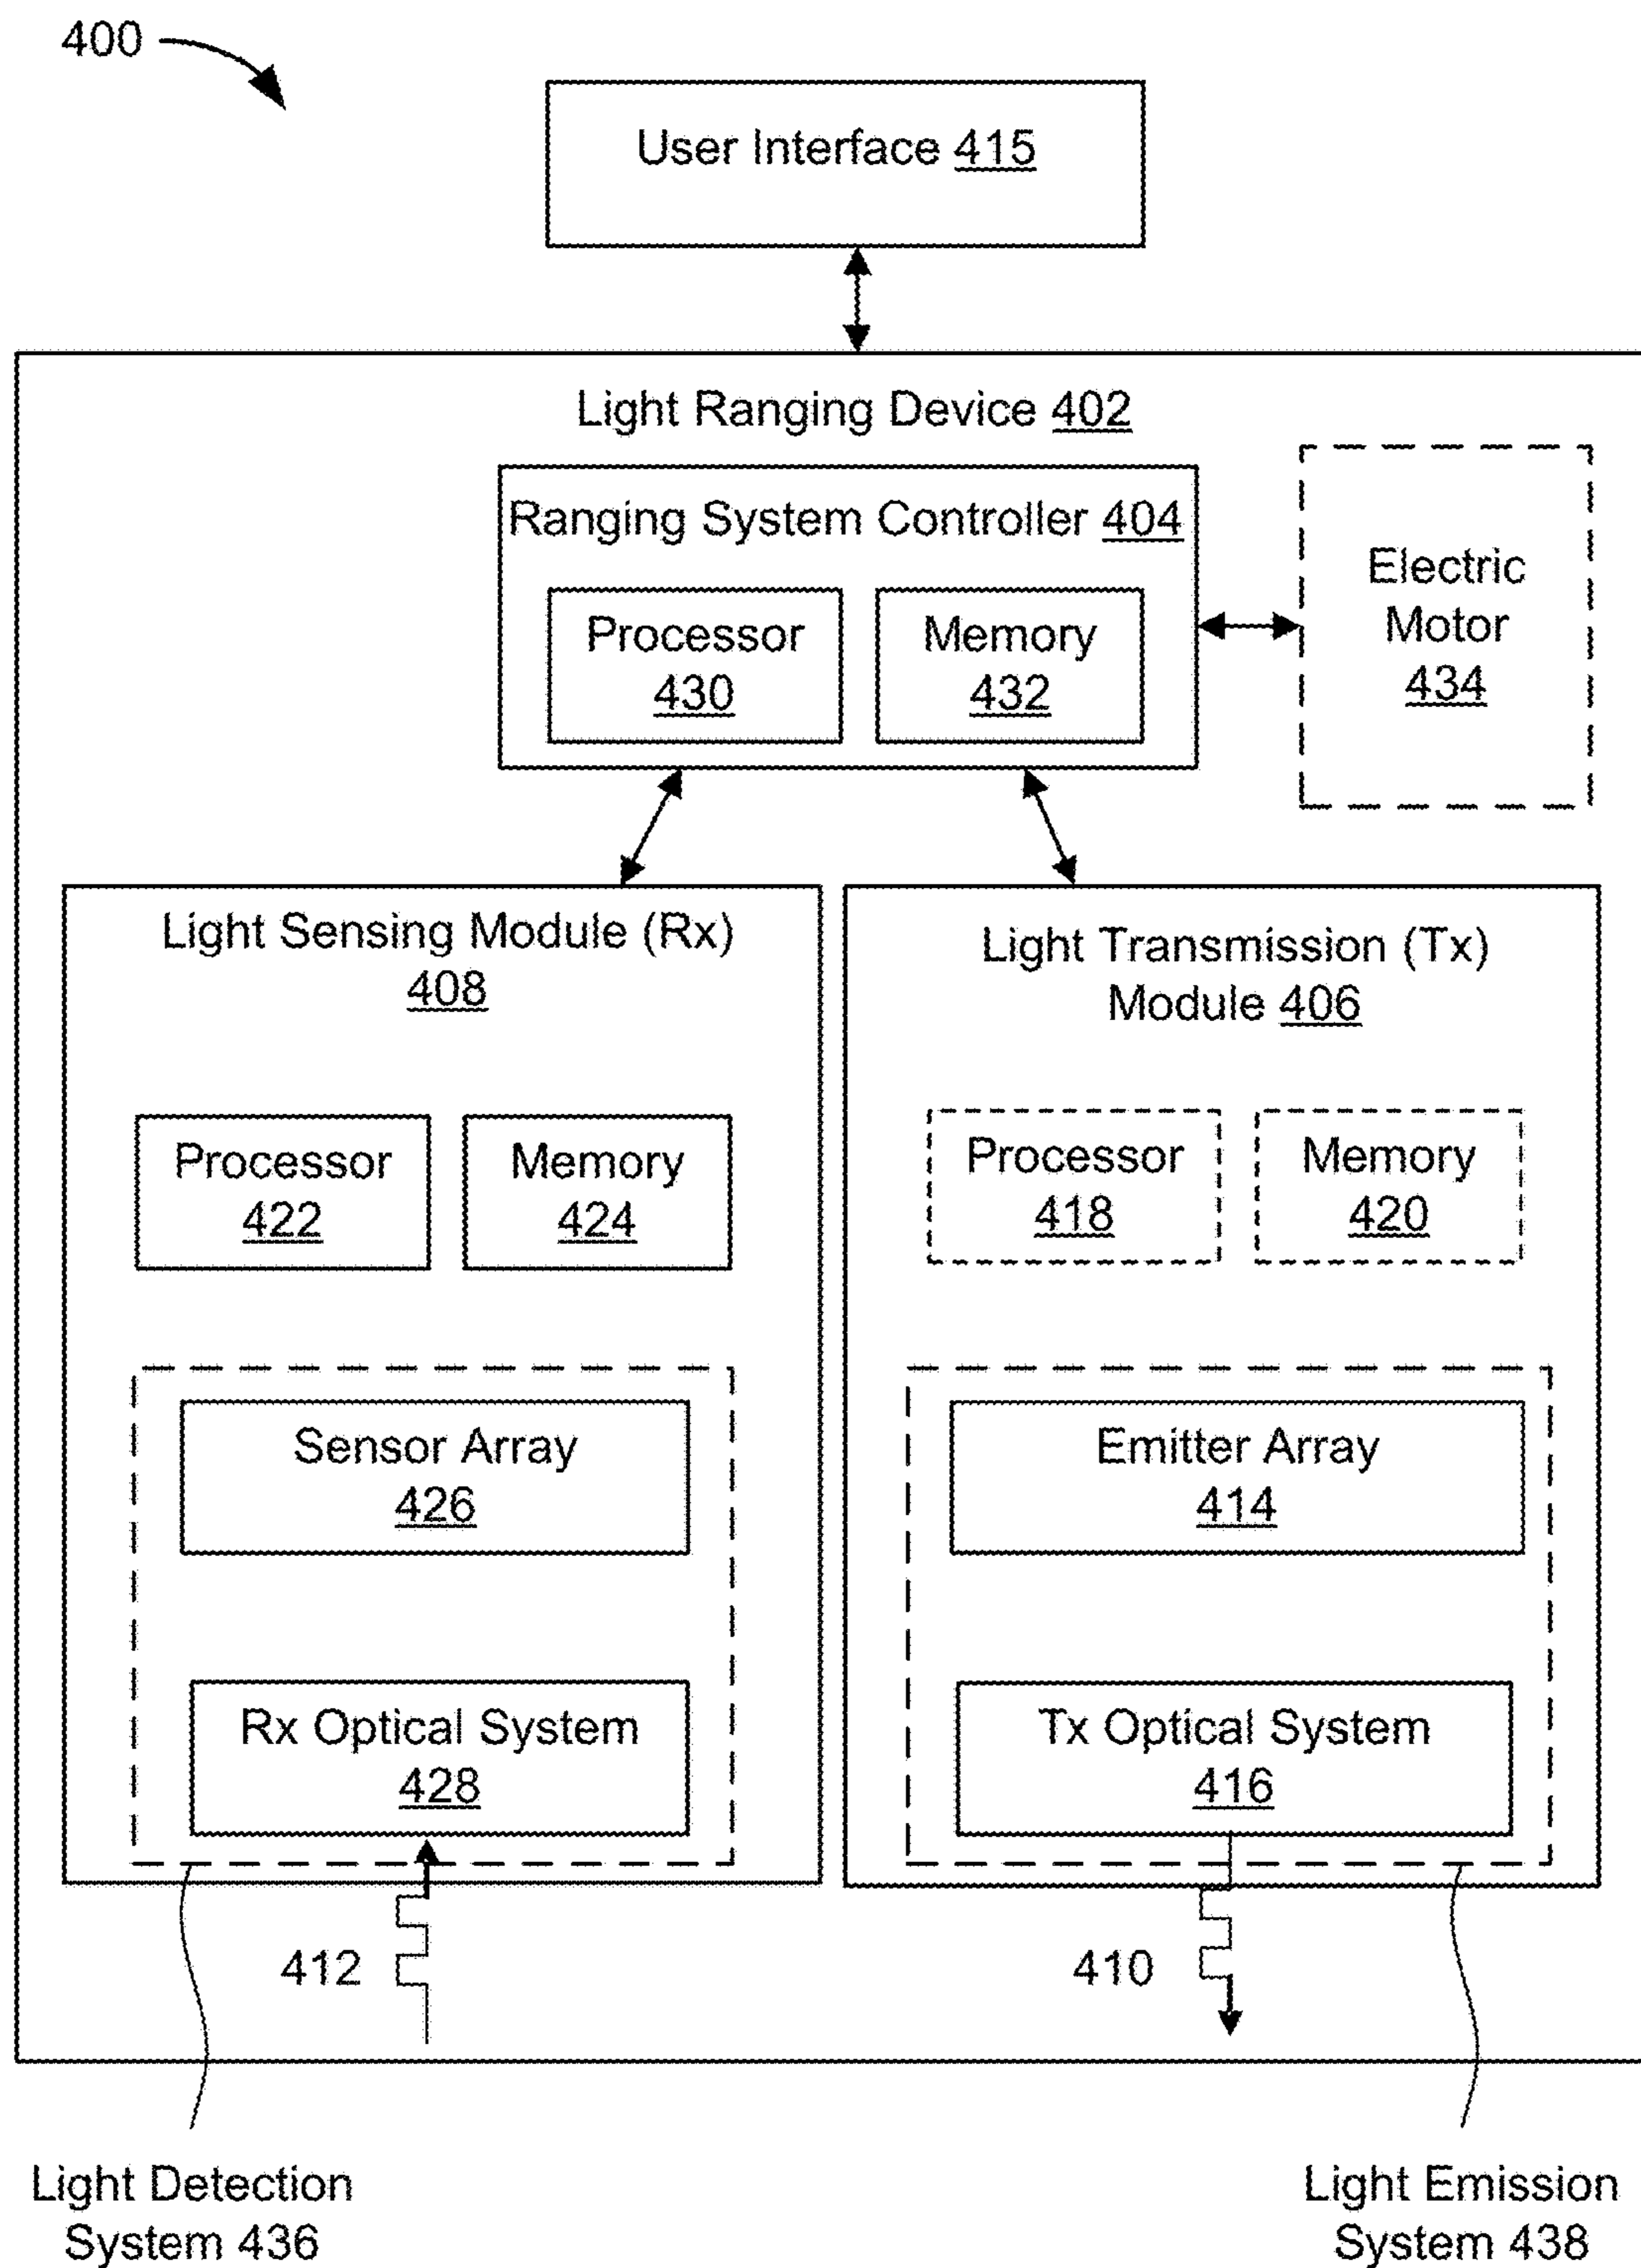 400
User Interface 415
Light Ranging Device 402
Ranging System Controller 404
Processor
430
Memory
432
Electric
Motor
434
Light Sensing Module (Rx)
408
Light Transmission (Tx)
Module 406
Processor
422
Memory
424
Processor
418
Memory
420
Sensor Array
426
Emitter Array
414
Rx Optical System
428
Tx Optical System
416
412
410
Light Detection
System 436
Light Emission
System 438